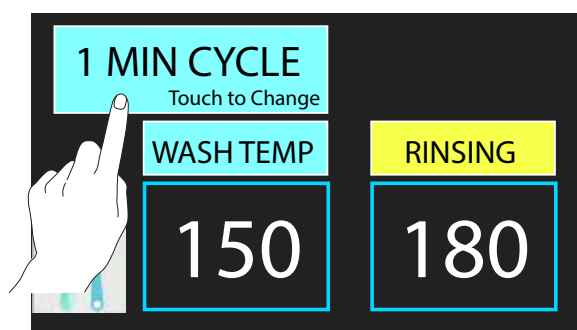 1 MIN CYCLE
Touch to Change
WASH TEMP
RINSING
150
180